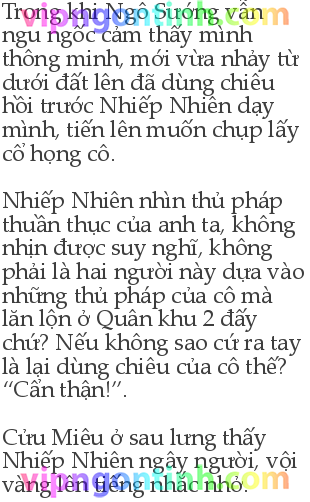 Trong khi Ngô Sướng vẫn
ngu ngốc cảm thấy mình
thông minh, mới vừa nhảy từ
dưới đất lên đã dùng chiêu
hồi trước Nhiếp Nhiên dạy
mình, tiến lên muốn chụp lấy
cổ họng cô.
Nhiếp Nhiên nhìn thủ pháp
thuần thục của anh ta, không
nhịn được suy nghĩ, không
phải là hai người này dựa vào
những thủ pháp của cô mà
lăn lộn ở Quân khu 2 đấy
chứ? Nếu không sao cứ ra tay
là lại dùng chiêu của cô thế?
“Cẩn thận!”.
Cửu Miêu ở sau lưng thấy
Nhiếp Nhiên ngây người, vội
vàng lên tiếng nhắc nhỏ.
vipngontinh.com
vipngontinh.com